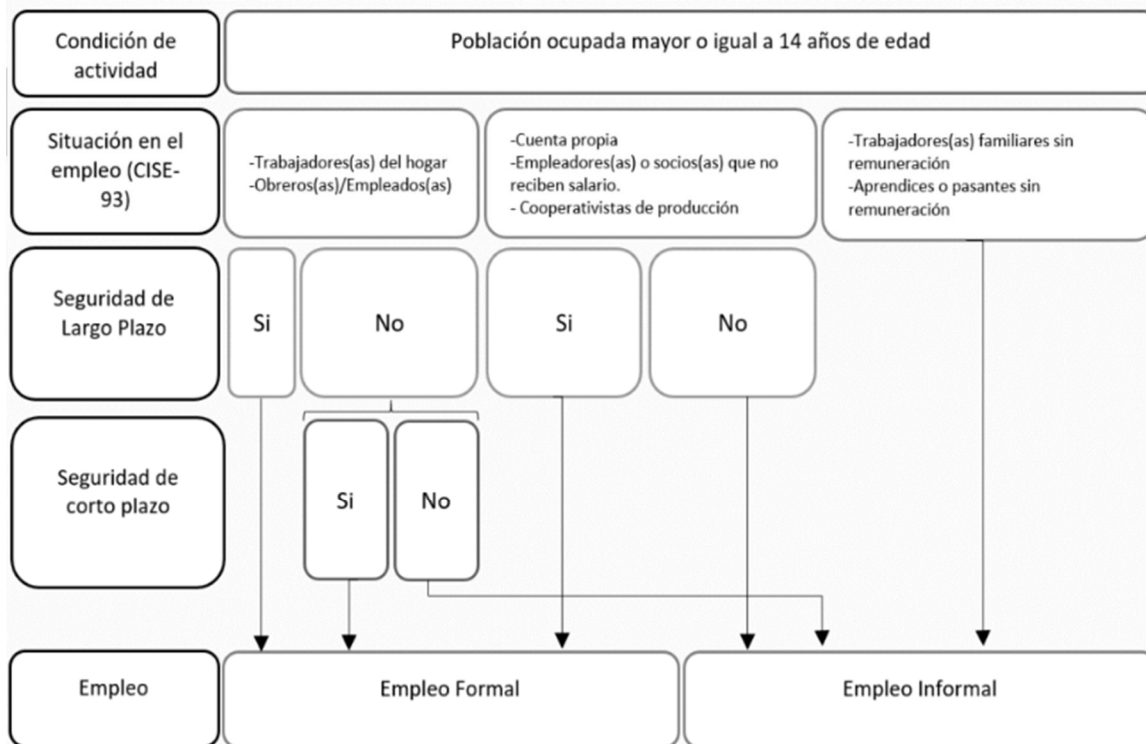 Condición de
actividad
Población ocupada mayor o igual a 14 años de edad
Situación en el
empleo (CISE-
93)
-Trabajadores(as) del hogar
-Obreros(as)/Empleados(as)
-Cuenta propia
-Empleadores(as) o socios(as) que no
reciben salario.
- Cooperativistas de producción
-Trabajadores(as) familiares sin
remuneración
-Aprendices o pasantes sin
remuneración
Seguridad de
Largo Plazo
Si
No
Si
No
Seguridad de
corto plazo
Si
No
Empleo
Empleo Formal
Empleo Informal